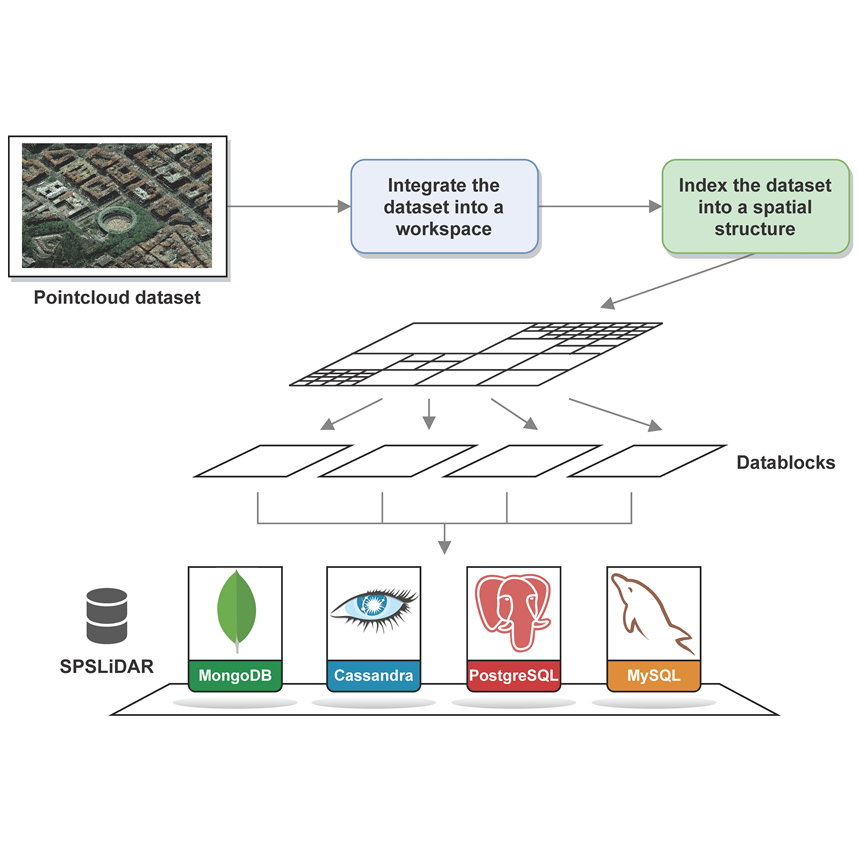 Integrate the
dataset into a
workspace
Index the dataset
into a spatial
structure
Pointcloud dataset
Datablocks
SPSLiDAR
MongoDB
Cassandra
PostgreSQL
MySQL